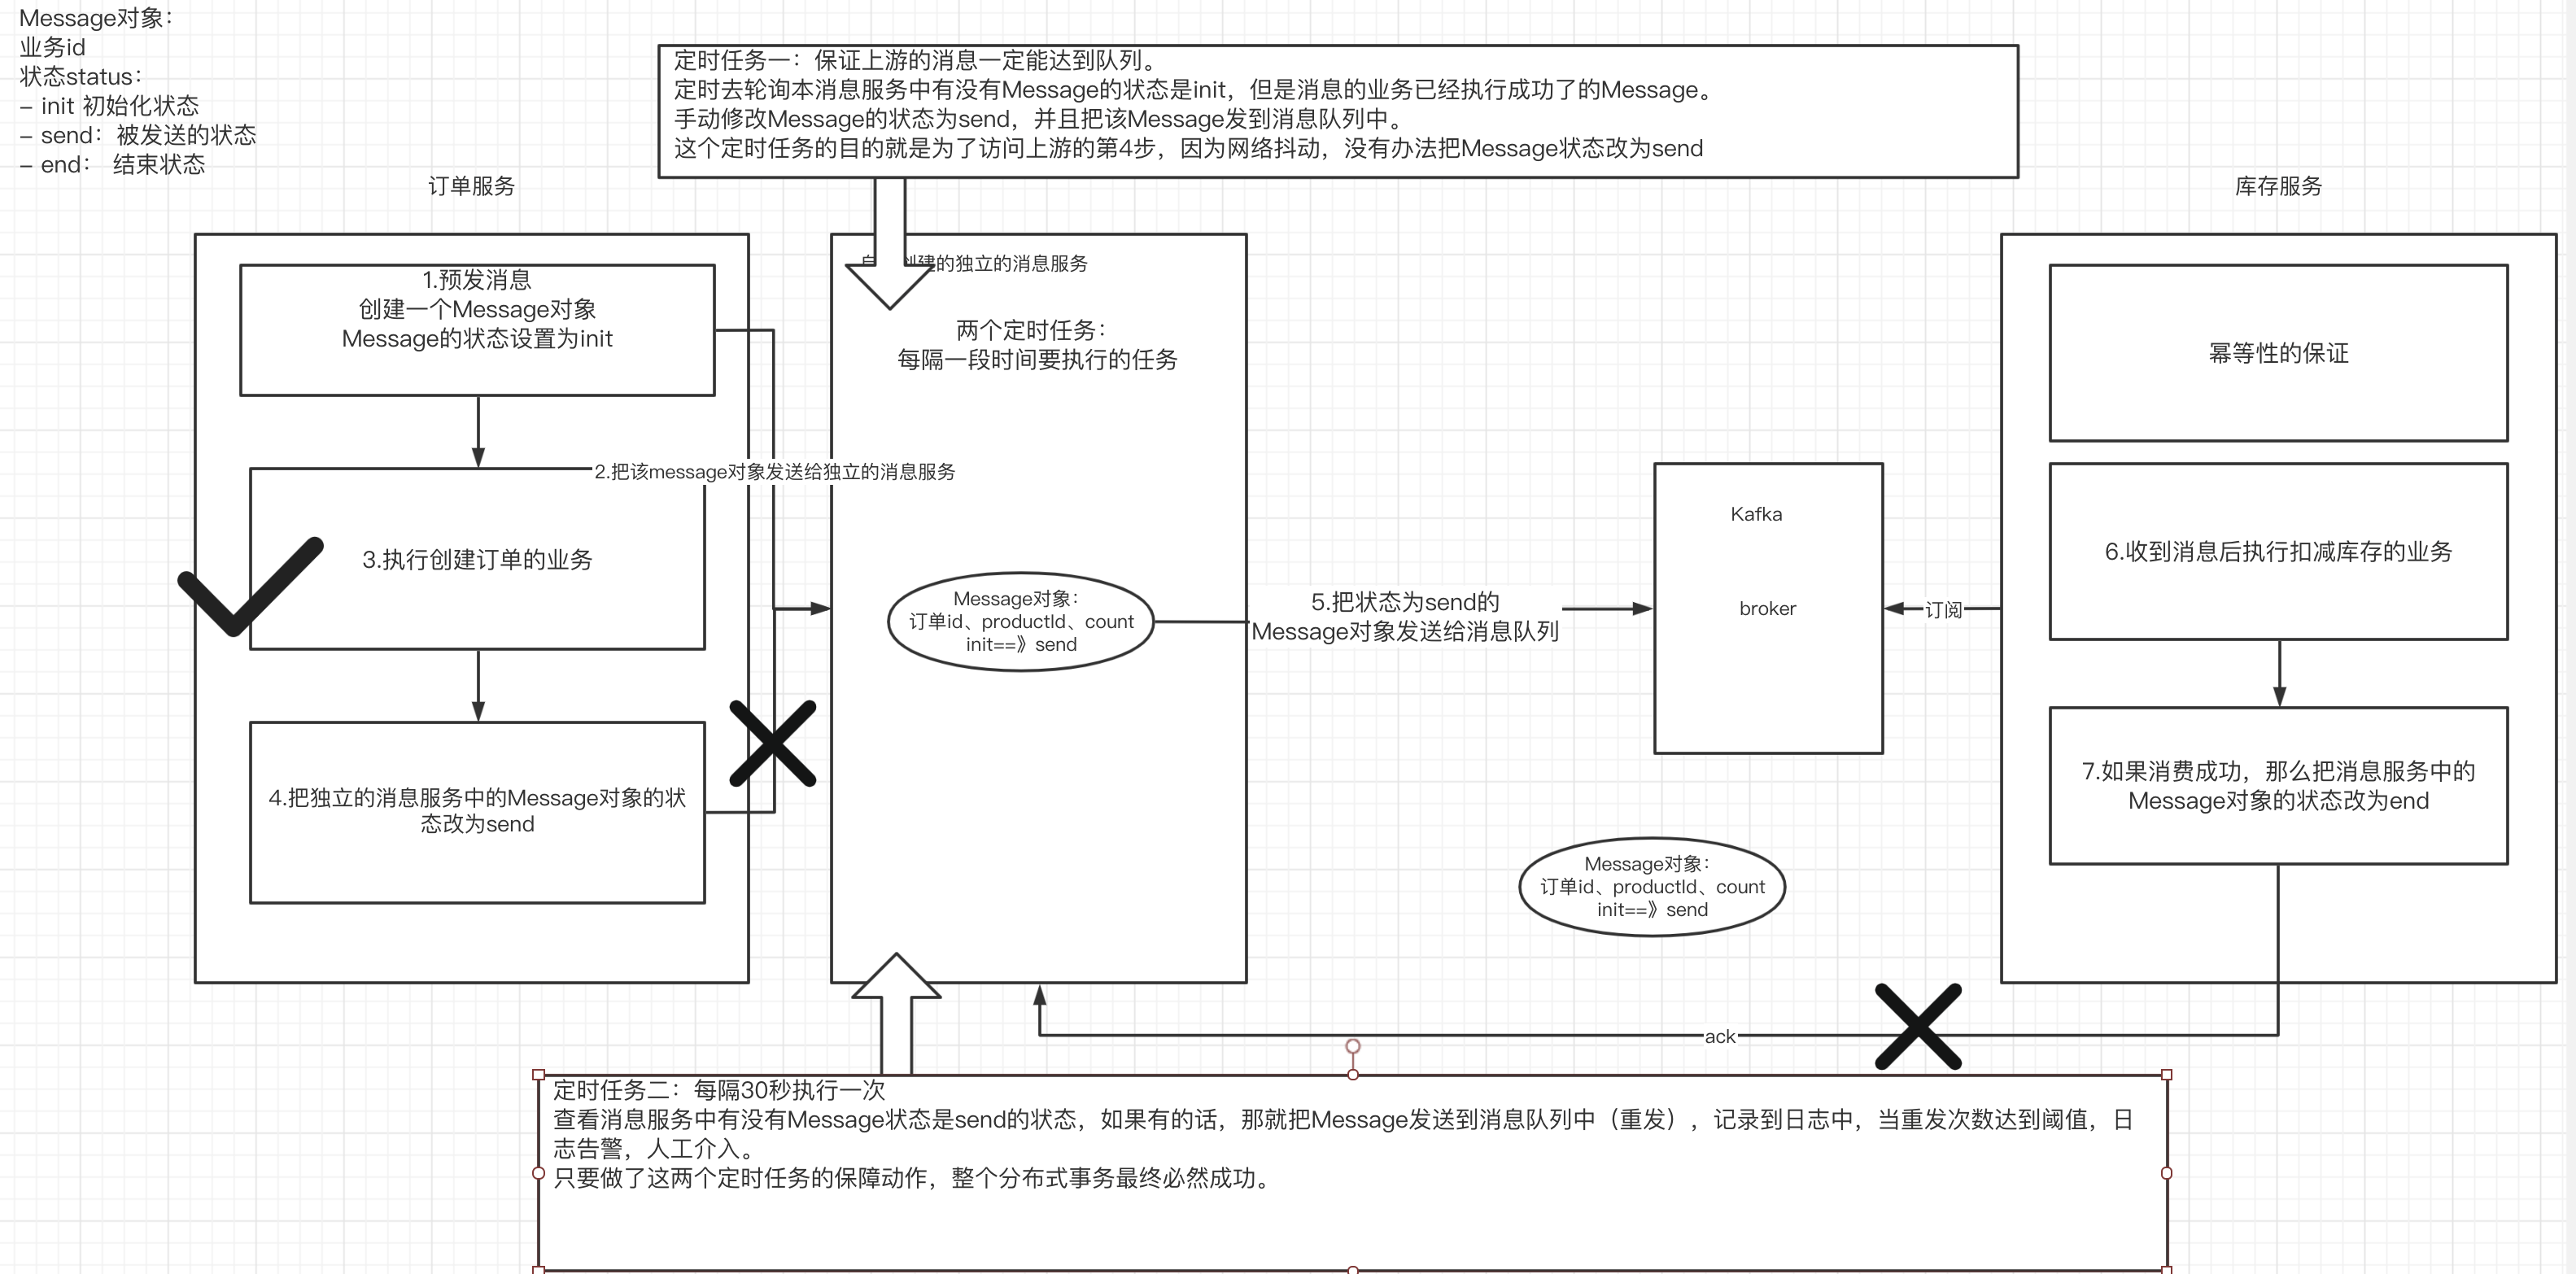 Message对象：
业务id
状态status：
- init 初始化状态
- send：被发送的状态
- end： 结束状态
定时任务一：保证上游的消息一定能达到队列。
定时去轮询本消息服务中有没有Message的状态是init，但是消息的业务已经执行成功了的Message。
手动修改Message的状态为send，并且把该Message发到消息队列中。
这个定时任务的目的就是为了访问上游的第4步，因为网络抖动，没有办法把Message状态改为send
订单服务
库存服务
1.预发消息
创建一个Message对象
Message的状态设置为init
2.把该message对象发送给独立的消息服务
3.执行创建订单的业务
4.把独立的消息服务中的Message对象的状
态改为send
建的独立的消息服务
两个定时任务：
每隔一段时间要执行的任务
Message对象：
订单id、productId、count
init==》send
5.把状态为send的
Message对象发送给消息队列
Kafka
broker
订阅
幂等性的保证
6.收到消息后执行扣减库存的业务
7.如果消费成功，那么把消息服务中的
Message对象的状态改为end
Message对象：
订单id、productId、count
init==》send
ack
定时任务二：每隔30秒执行一次
查看消息服务中有没有Message状态是send的状态，如果有的话，那就把Message发送到消息队列中（重发），记录到日志中，当重发次数达到阈值，日
志告警，人工介入。
只要做了这两个定时任务的保障动作，整个分布式事务最终必然成功。